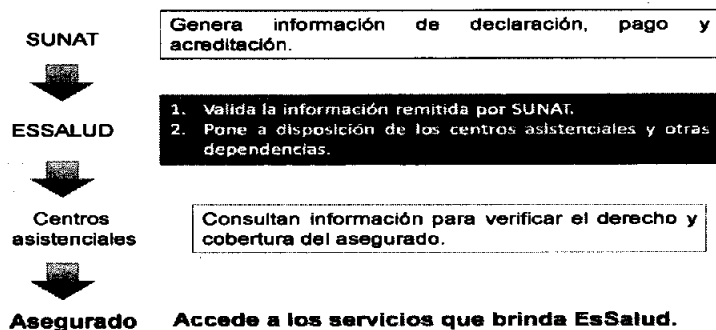 SUNAT
Genera información de declaración, pago y
acreditación.
ESSALUD
1. Valida la información remitida por SUNAT.
2. Pone a disposición de los centros asistenciales y otras
dependencias.
Centros
asistenciales
Consultan información para verificar el derecho y
cobertura del asegurado.
Asegurado
Accede a los servicios que brinda EsSalud.